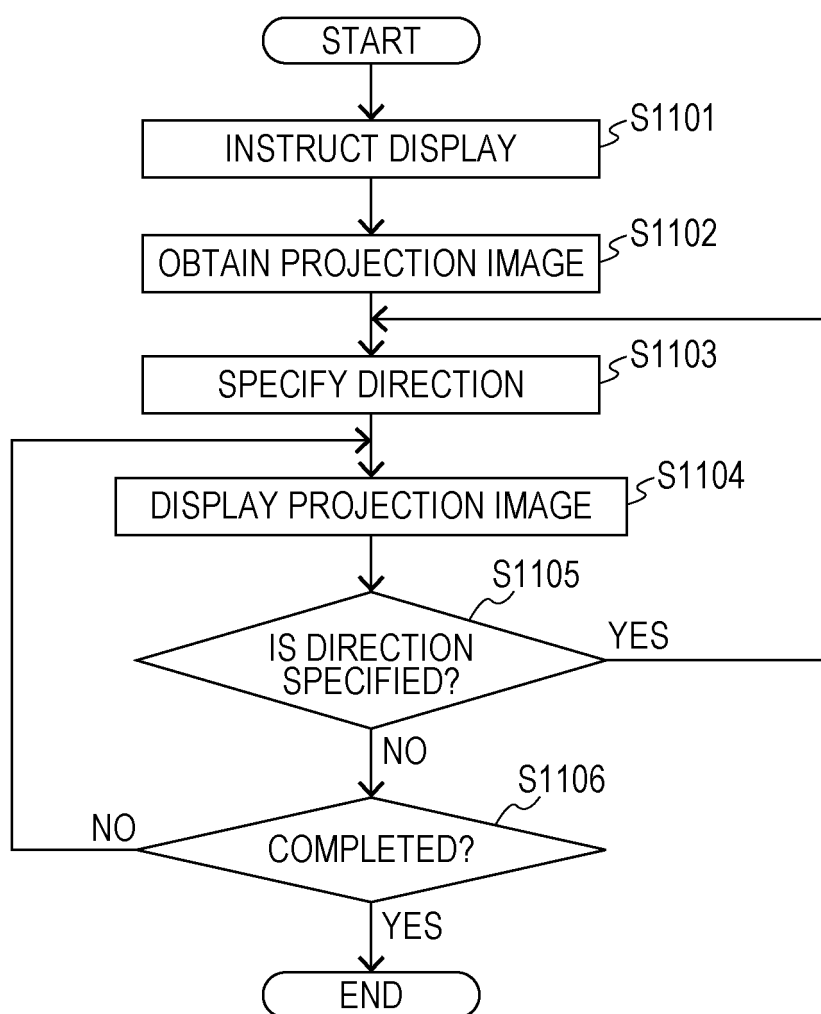 START
S1101
INSTRUCT DISPLAY
S1102
OBTAIN PROJECTION IMAGE
S1103
SPECIFY DIRECTION
S1104
DISPLAY PROJECTION IMAGE
S1105
IS DIRECTION
SPECIFIED?
YES
NO
S1106
COMPLETED?
NO
YES
END